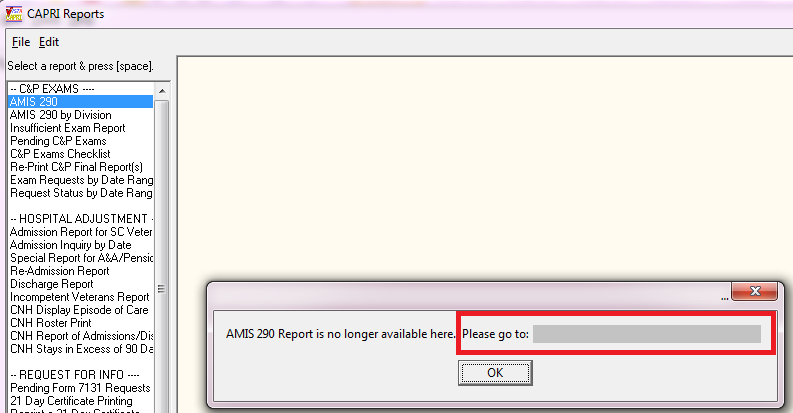 CAPRI Reports
File Edit
Select a report & press [space].
-- C&P EXAMS ----
AMIS 290
AMIS 290 by Division
Insufficient Exam Report
Pending C&P Exams
C&P Exams Checklist
Re-Print C&P Final Report(s)
Exam Requests by Date Rang
Request Status by Date Rang
-- HOSPITAL ADJUSTMENT -
Admission Report for SC Veter
Admission Inquiry by Date
Special Report for A&A/Pensio
Re-Admission Report
Discharge Report
Incompetent Veterans Report
CNH Display Episode of Care
CNH Roster Print
CNH Report of Admissions/Dis
CNH Stays in Excess of 90 Da
-- REQUEST FOR INFO ----
Pending Form 7131 Requests
21 Day Certificate Printing
Reprint a 21 Day Certificate
...
AMIS 290 Report is no longer available here. Please go to:
OK